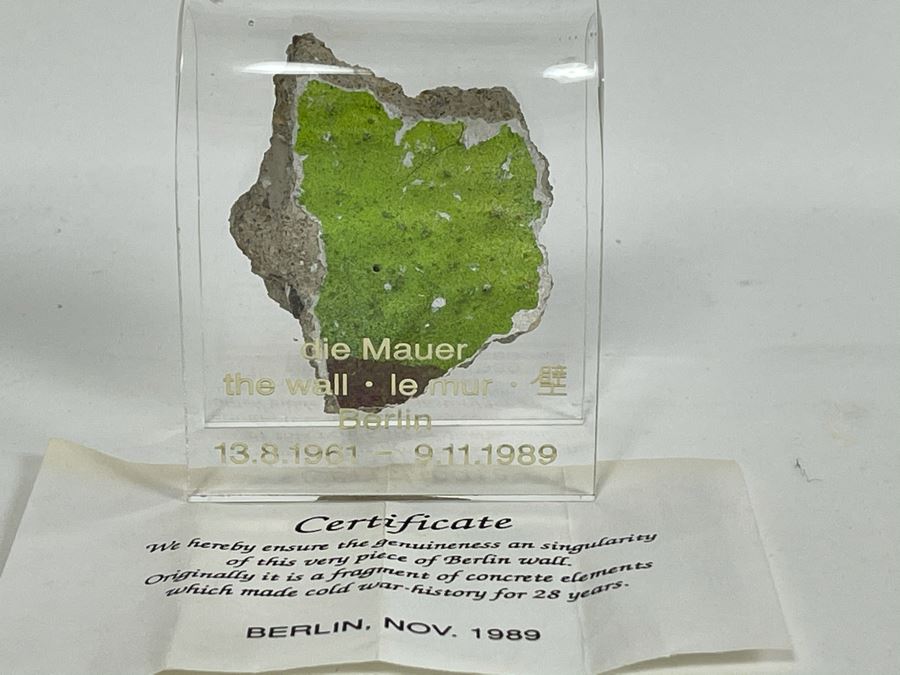 die Mauer
the wall · le mur · 壁
Berlin
13.8.1961 - 9.11.1989
Certificate
We hereby ensure the genuineness an singularity
of this very piece of Berlin wall.
Originally it is a fragment of concrete elements
which made cold war-history for 28 years.
BERLIN, NOV. 1989